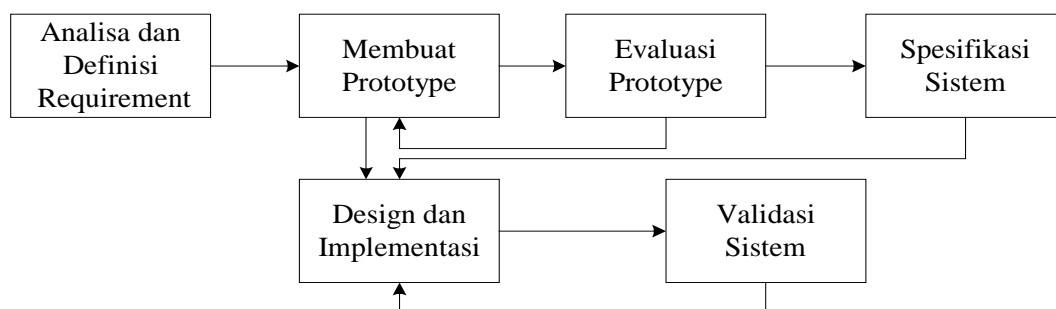 Analisa dan
Definisi
Requirement
Membuat
Prototype
Evaluasi
Prototype
Spesifikasi
Sistem
Design dan
Implementasi
Validasi
Sistem